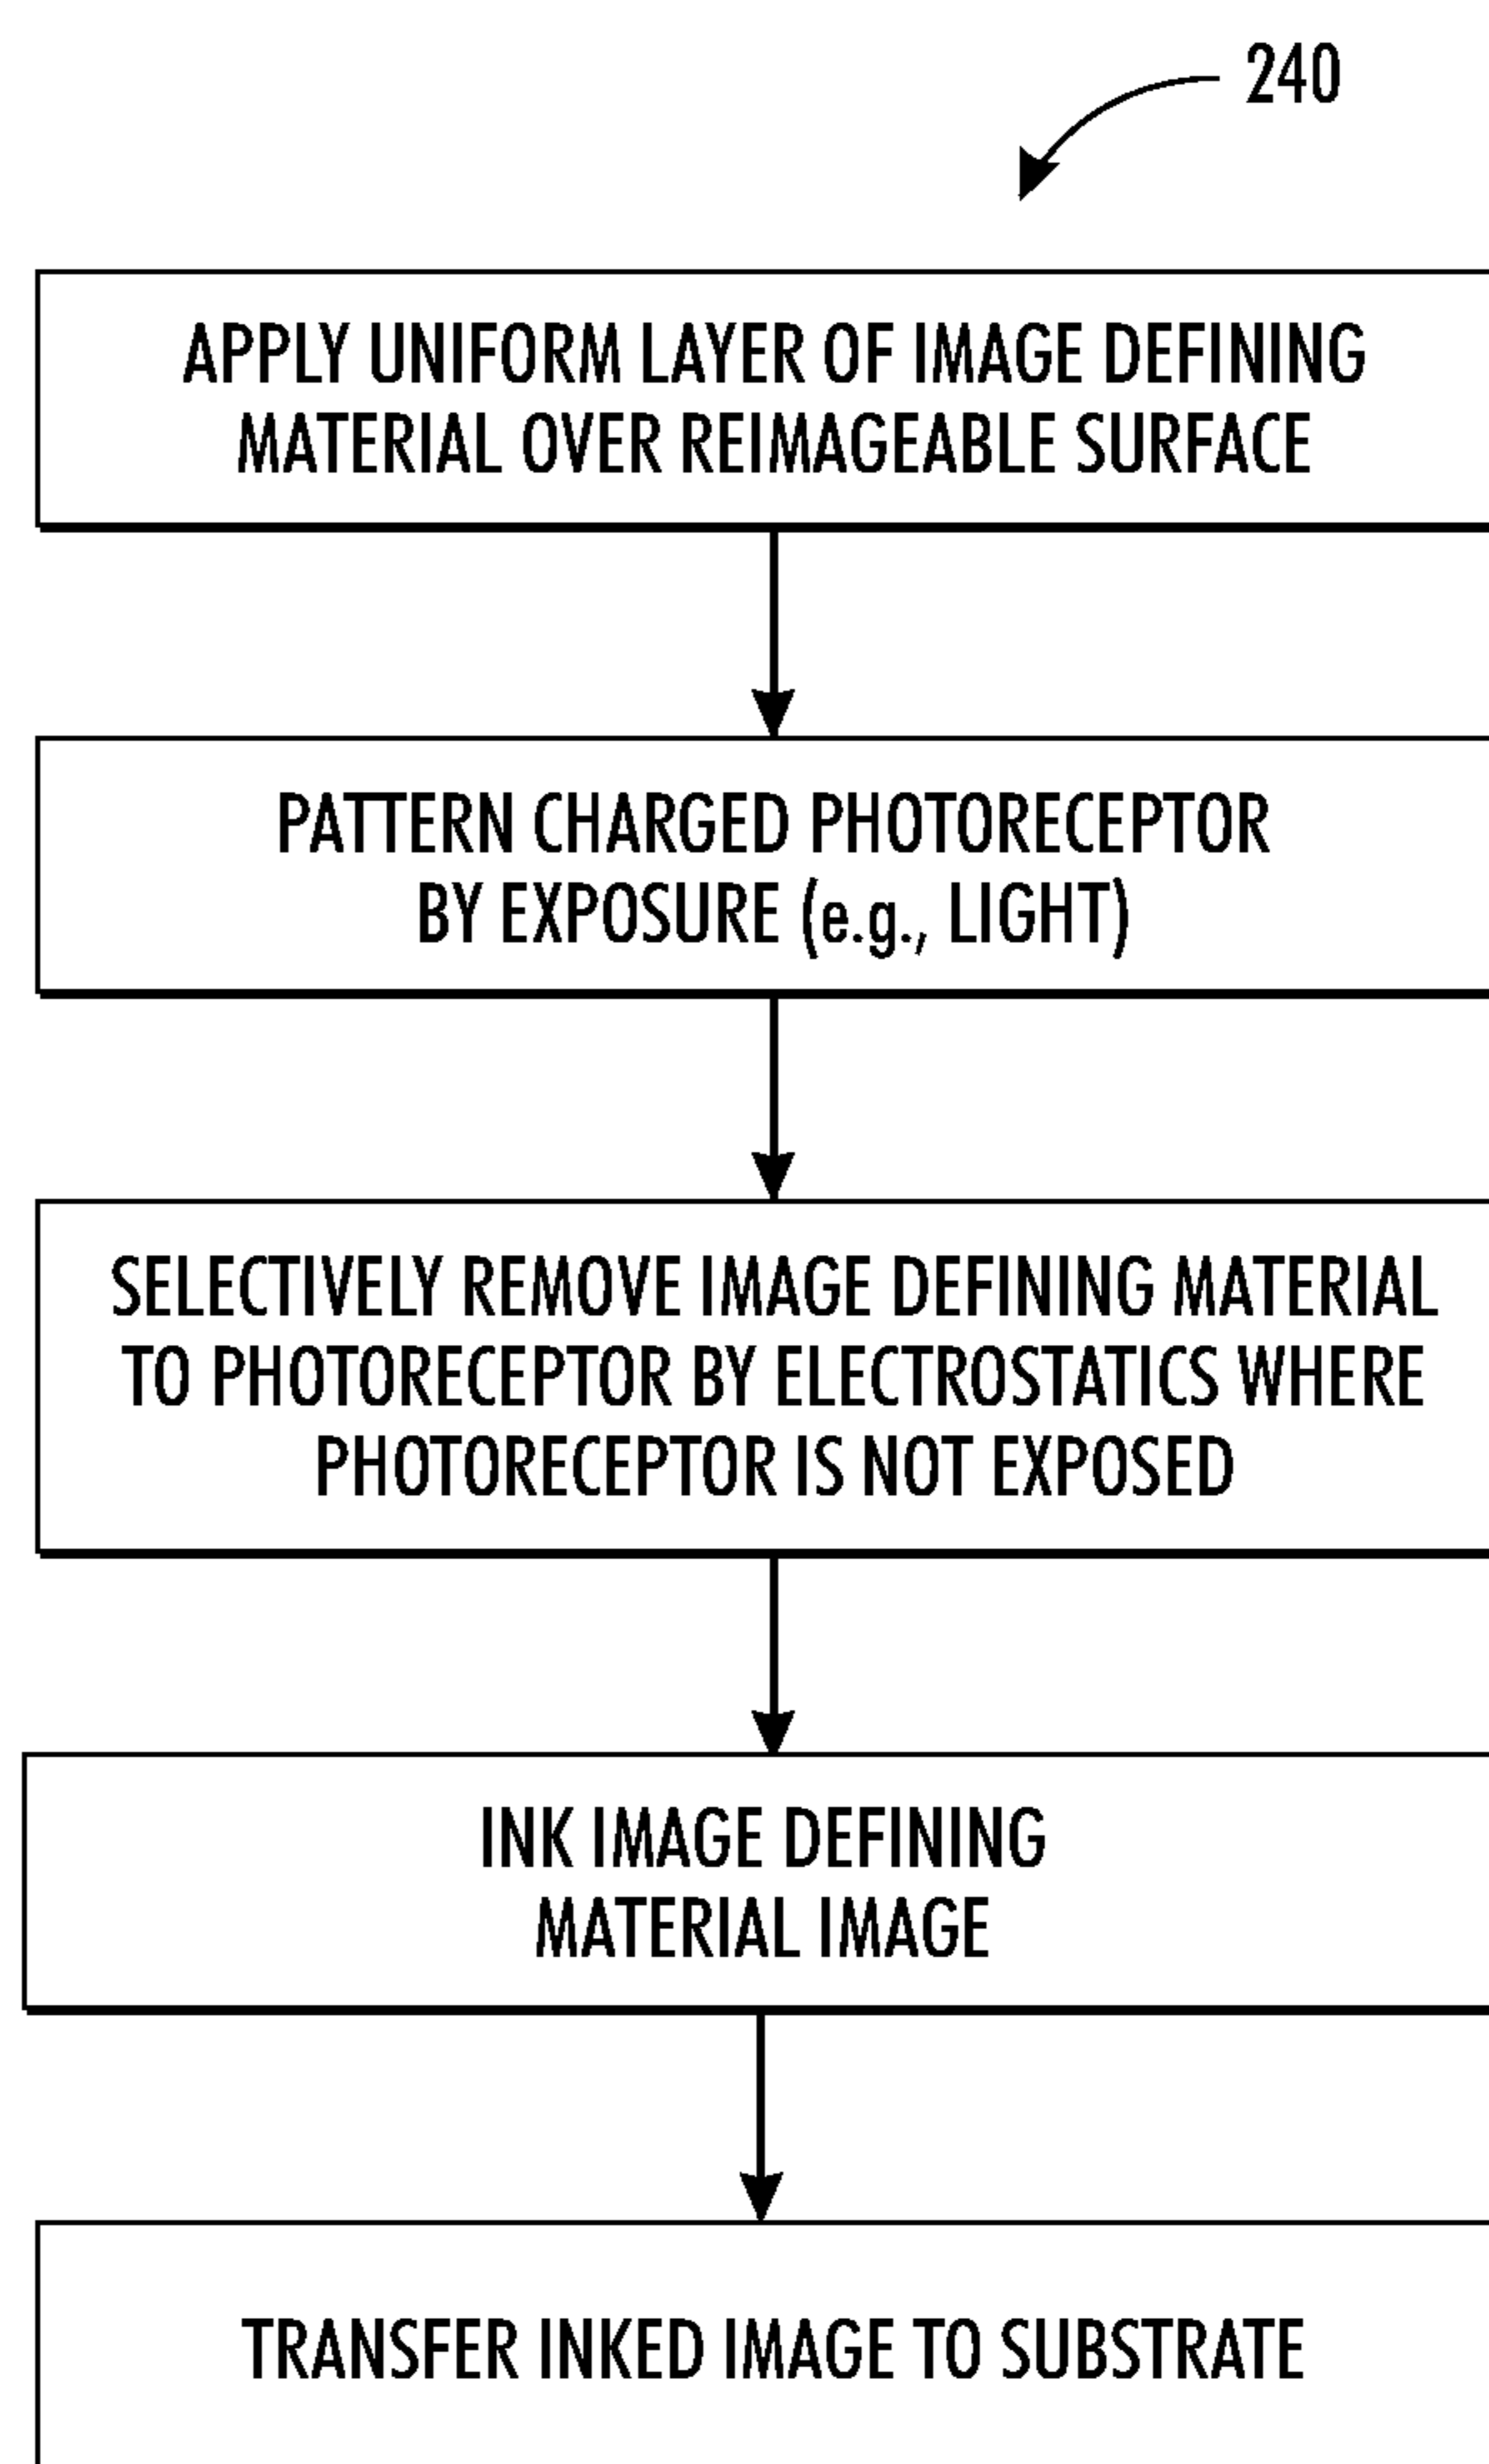 240
APPLY UNIFORM LAYER OF IMAGE DEFINING
MATERIAL OVER REIMAGEABLE SURFACE
PATTERN CHARGED PHOTORECEPTOR
BY EXPOSURE (e.g., LIGHT)
SELECTIVELY REMOVE IMAGE DEFINING MATERIAL
TO PHOTORECEPTOR BY ELECTROSTATICS WHERE
PHOTORECEPTOR IS NOT EXPOSED
INK IMAGE DEFINING
MATERIAL IMAGE
TRANSFER INKED IMAGE TO SUBSTRATE